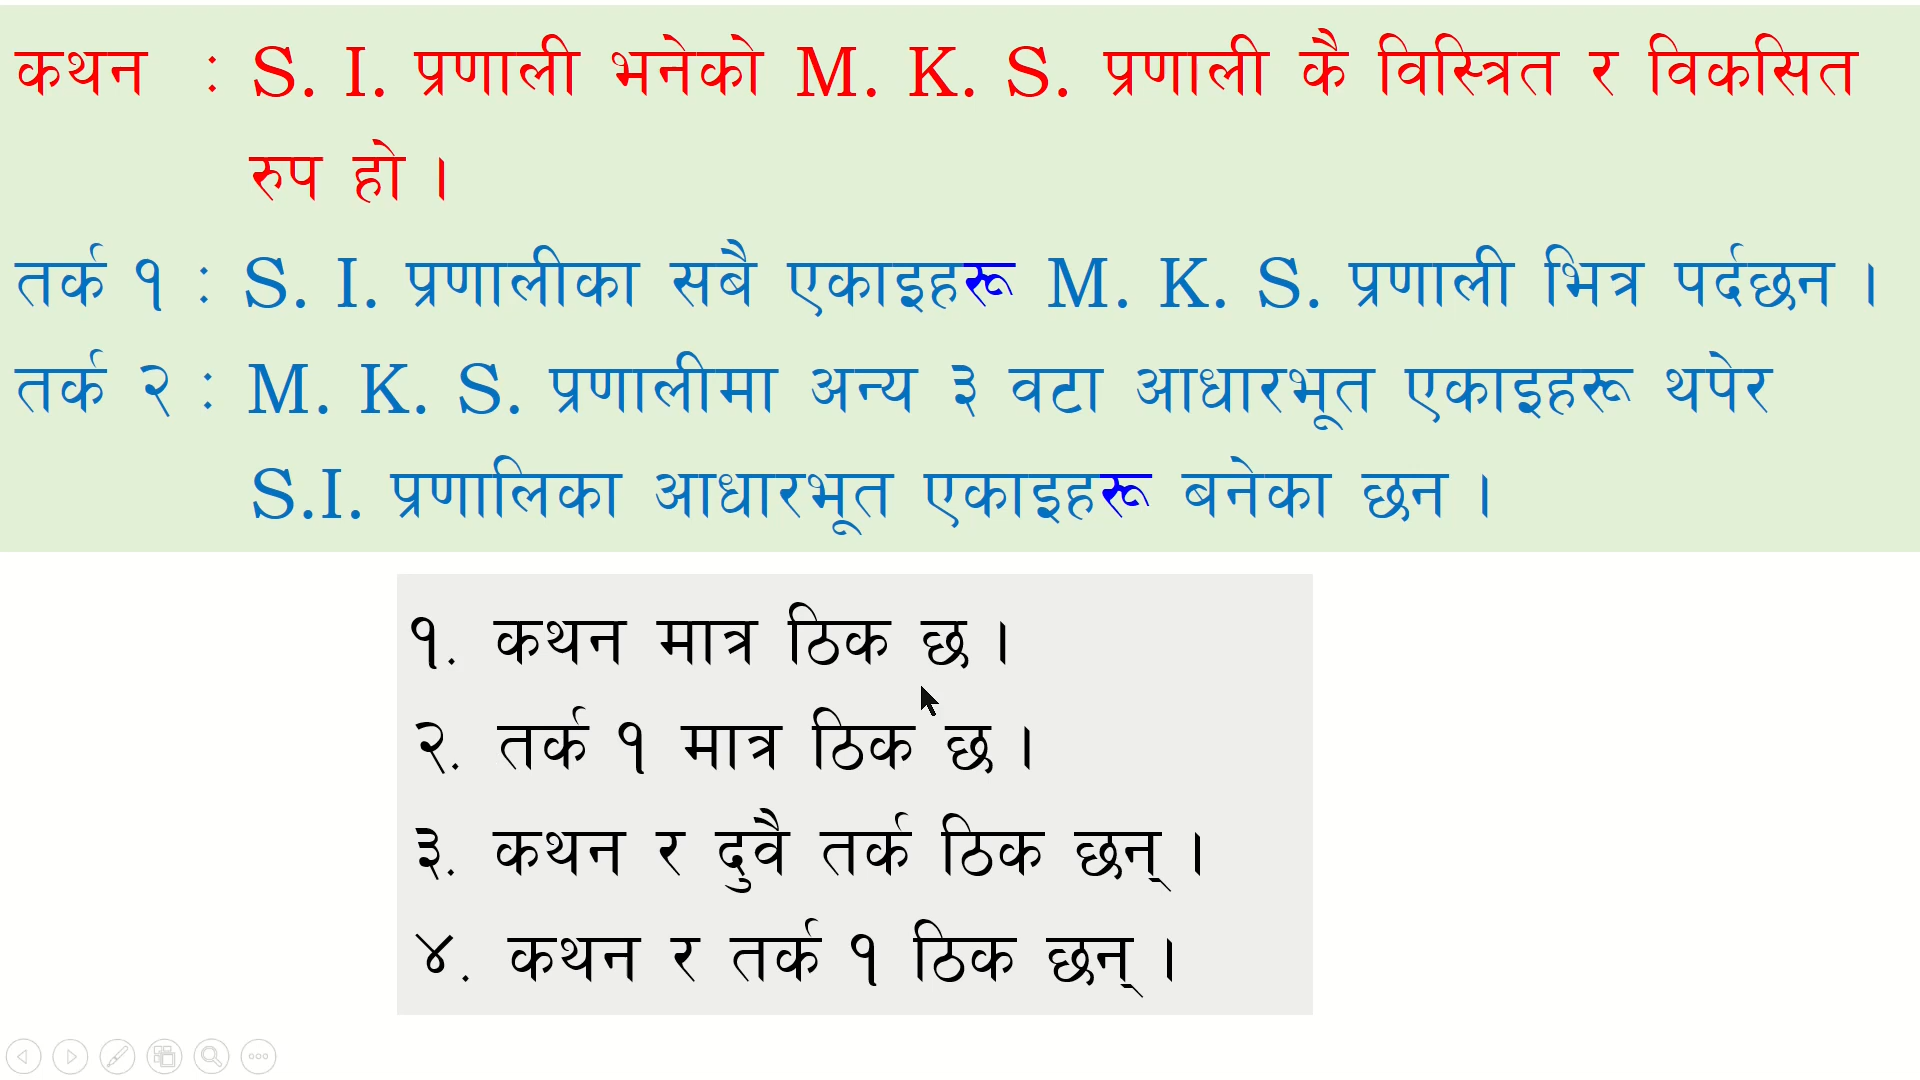 कथन : S. I. प्रणाली भनेको M. K. S. प्रणाली कै विस्त्रित र विकसित
रुप हो ।
तर्क १ : S. I. प्रणालीका सबै एकाइहरू M. K. S. प्रणाली भित्र पर्दछन ।
तर्क २ : M. K. S. प्रणालीमा अन्य ३ वटा आधारभूत एकाइहरू थपेर
S.I. प्रणालिका आधारभूत एकाइहरू बनेका छन ।
१. कथन मात्र ठिक छ ।
२. तर्क १ मात्र ठिक छ ।
३. कथन र दुवै तर्क ठिक छन् ।
४. कथन र तर्क १ ठिक छन् ।